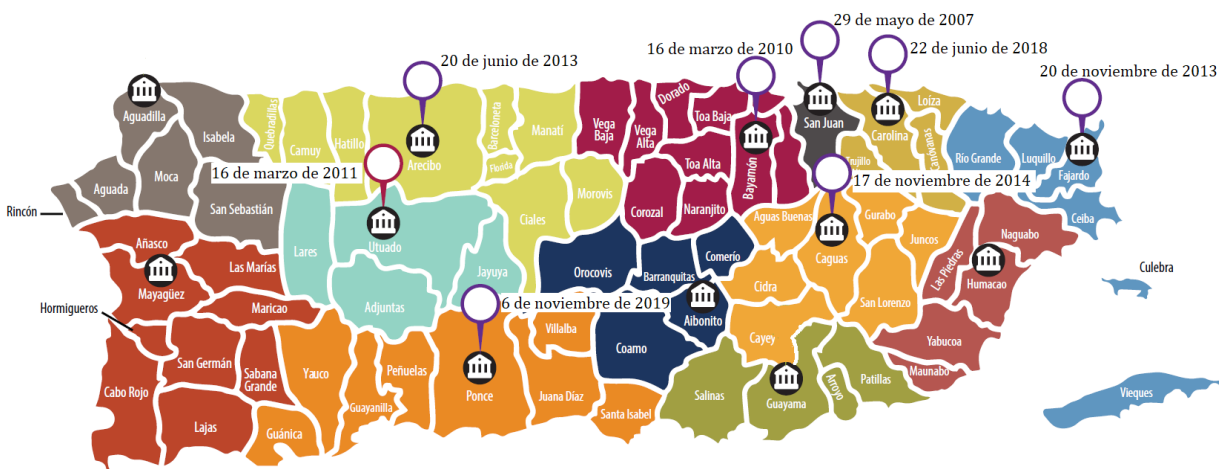 29 de mayo de 2007
16 de marzo de 2010
22 de junio de 2018
20 de junio de 2013
20 de noviembre de 2013
Aguadilla
Isabela
Quebradillas
Camuy
Hatillo
Arecibo
Barceloneta
Florida
Manatí
Vega Baja
Vega Alta
Dorado
Toa Baja
Toa Alta
Bayamón
San Juan
Carolina
Loíza
Canóvanas
Trujillo
Río Grande
Luquillo
Fajardo
Ceiba
Moca
Aguada
Rincón
San Sebastián
16 de marzo de 2011
17 de noviembre de 2014
Lares
Utuado
Ciales
Morovis
Corozal
Naranjito
Aguas Buenas
Caguas
Gurabo
Juncos
Las Piedras
Naguabo
Humacao
Culebra
Añasco
Mayagüez
Las Marías
Maricao
Hormigueros
Adjuntas
Jayuya
Orocovis
Barranquitas
Comerío
Cidra
Aibonito
San Lorenzo
Yabucoa
Maunabo
6 de noviembre de 2019
Villalba
Coamo
Cayey
Cabo Rojo
San Germán
Sabana Grande
Lajas
Yauco
Guánica
Guayanilla
Peñuelas
Ponce
Juana Díaz
Santa Isabel
Salinas
Guayama
Arroyo
Patillas
Vieques